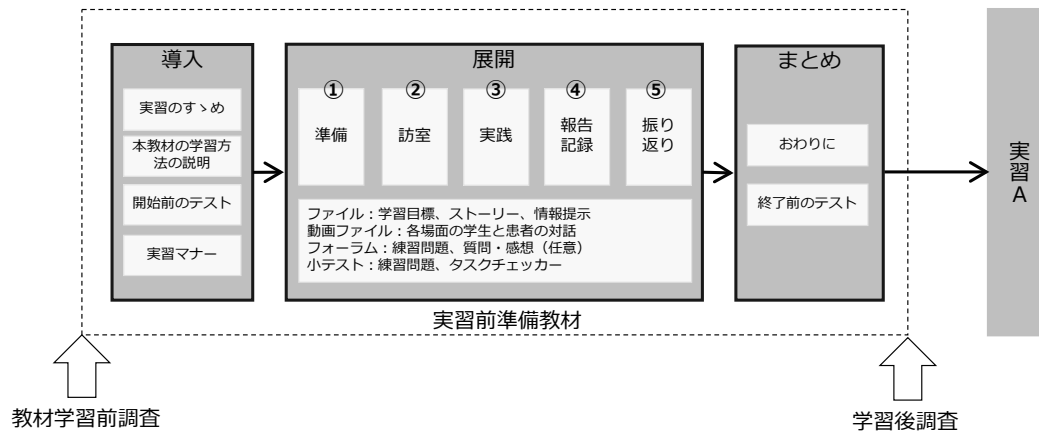 導入
実習のすゝめ
本教材の学習方
法の説明
開始前のテスト
実習マナー
展開
①
準備
②
訪室
③
実践
④
報告
記録
⑤
振り
返り
ファイル：学習目標、ストーリー、情報提示
動画ファイル：各場面の学生と患者の対話
フォーラム：練習問題、質問・感想（任意）
小テスト：練習問題、タスクチェッカー
まとめ
おわりに
終了前のテスト
実習A
実習前準備教材
教材学習前調査
学習後調査